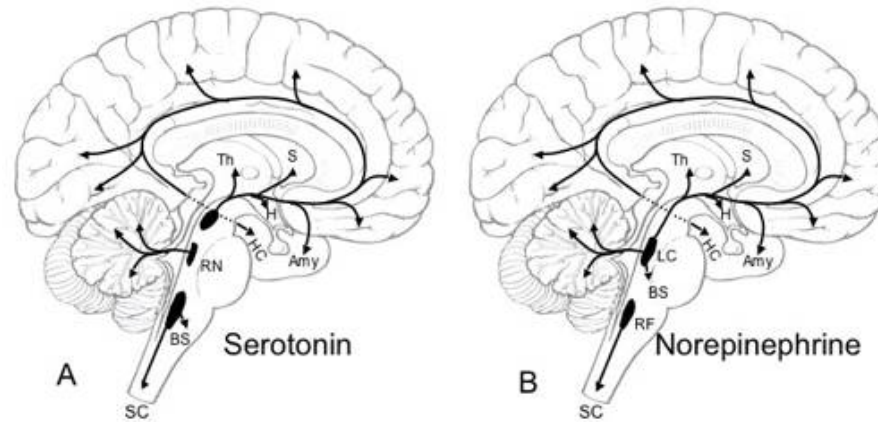 Th
S
H
HC
Amy
RN
BS
Serotonin
A
SC
Th
S
H
HC
Amy
LC
BS
RF
Norepinephrine
B
SC